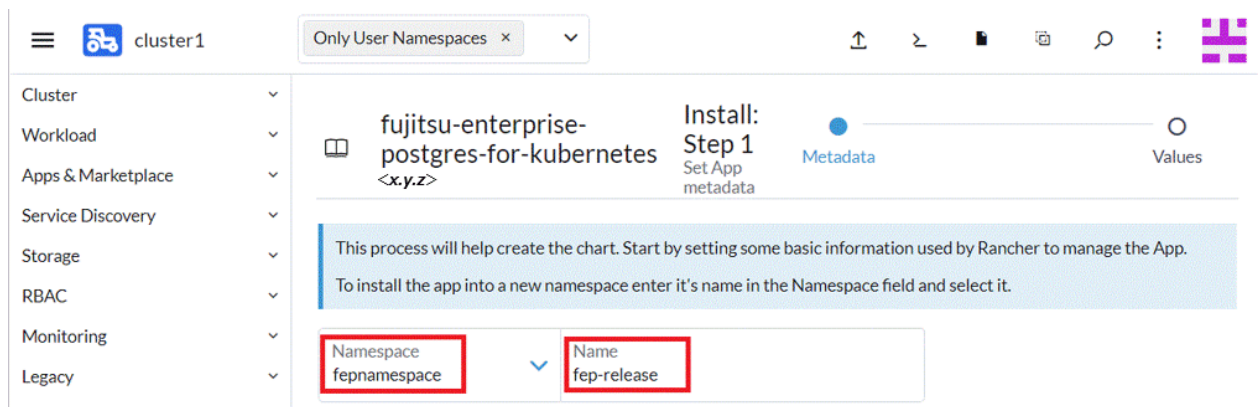 cluster1
Only User Namespaces ×
Cluster
Workload
Apps & Marketplace
Service Discovery
Storage
RBAC
Monitoring
Legacy
fujitsu-enterprise-
postgres-for-kubernetes
<x.y.z>
Install:
Step 1
Set App
metadata
Metadata
Values
This process will help create the chart. Start by setting some basic information used by Rancher to manage the App.
To install the app into a new namespace enter it's name in the Namespace field and select it.
Namespace
fepnamespace
Name
fep-release